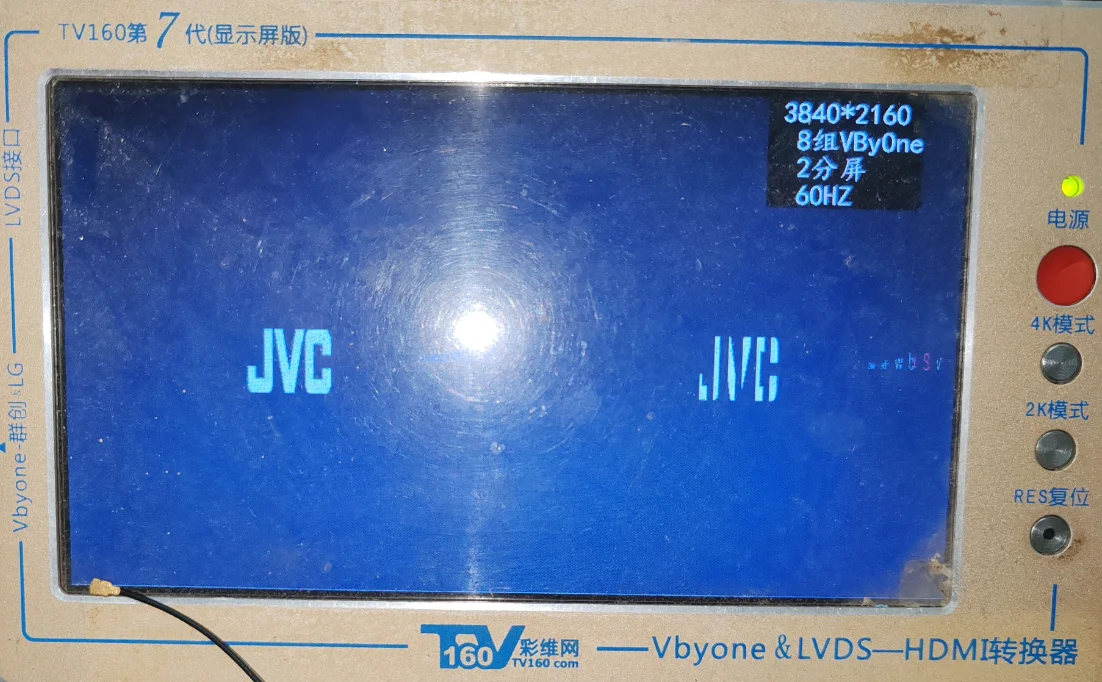 TV160第7代(显示屏版)
3840*2160
8组VByOne
2分屏
60HZ
LVDS接口
Vbyone-群创&LG
JVC
JVC
电源
4K模式
2K模式
RES复位
TV160
彩维网
TV160.com
Vbyone&LVDS—HDMI转换器